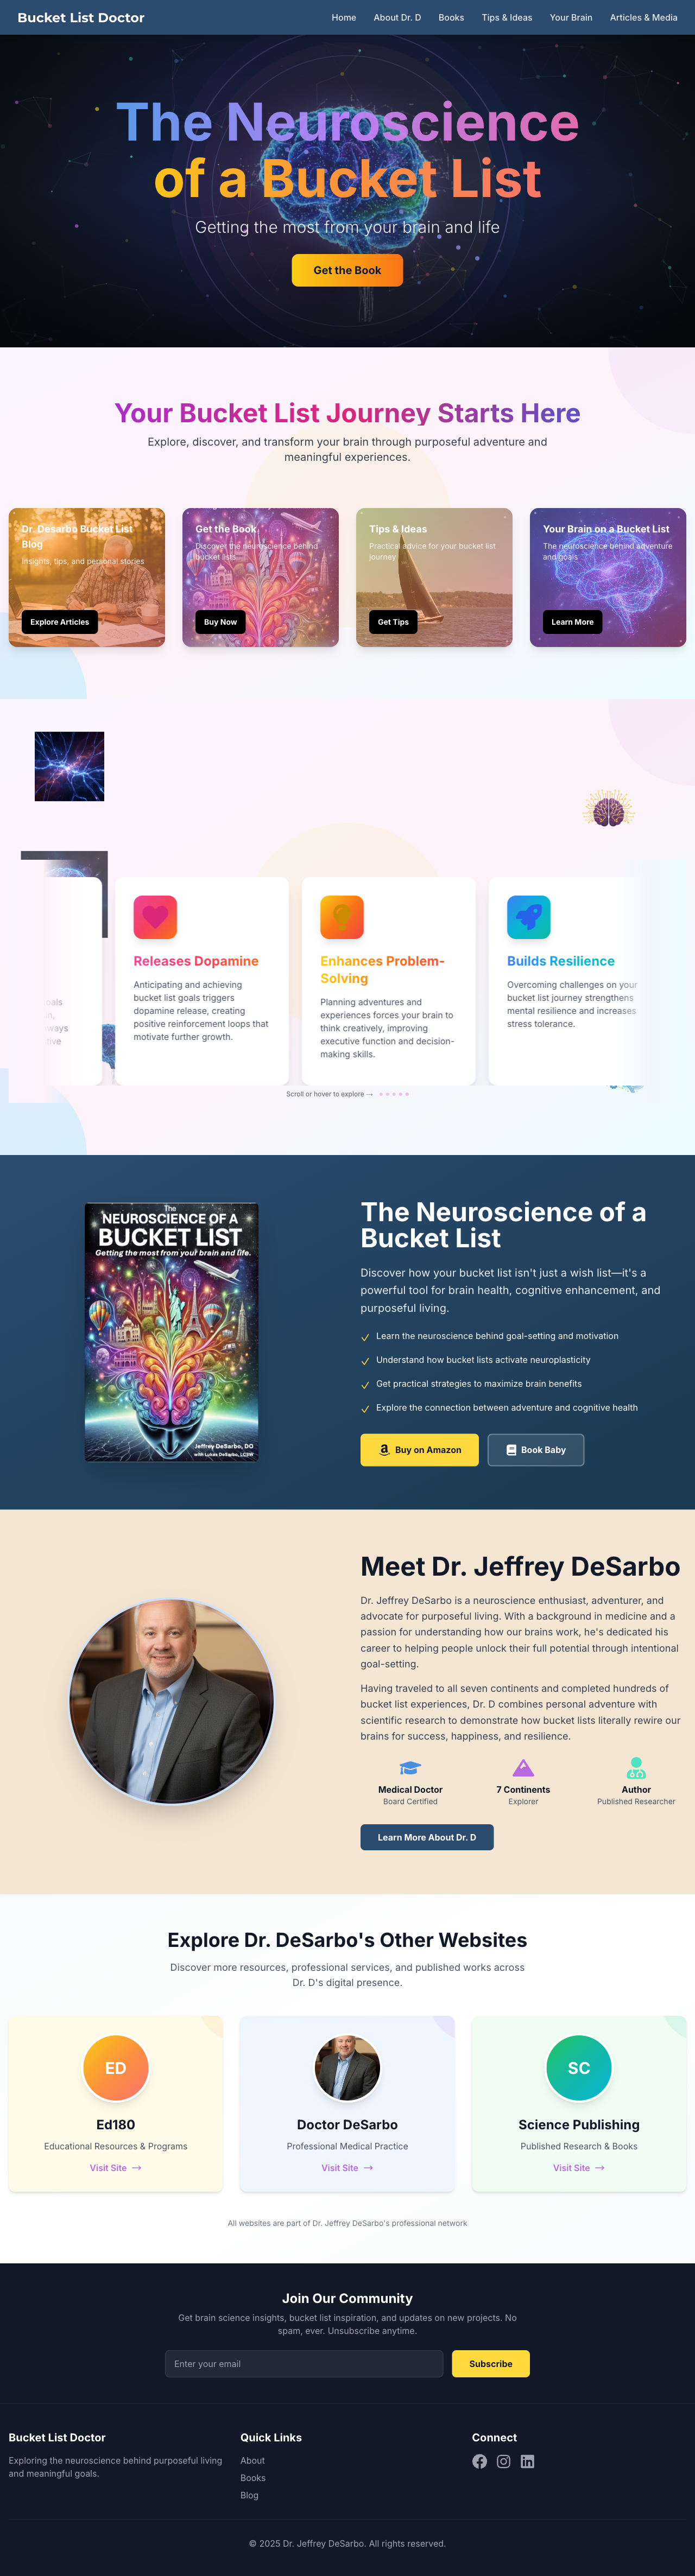 Bucket List Doctor
Home
About Dr. D
Books
Tips & Ideas
Your Brain
Articles & Media
The Neuroscience
of a Bucket List
Getting the most from your brain and life
Get the Book
Your Bucket List Journey Starts Here
Explore, discover, and transform your brain through purposeful adventure and
meaningful experiences.
Dr. Desarbo Bucket List
Blog
Insights, tips, and personal stories
Explore Articles
Get the Book
Discover the neuroscience behind
bucket lists
Buy Now
Tips & Ideas
Practical advice for your bucket list
journey
Get Tips
Your Brain on a Bucket List
The neuroscience behind adventure
and goals
Learn More
Releases Dopamine
Anticipating and achieving
bucket list goals triggers
dopamine release, creating
positive reinforcement loops that
motivate further growth.
Enhances Problem-
Solving
Planning adventures and
experiences forces your brain to
think creatively, improving
executive function and decision-
making skills.
Builds Resilience
Overcoming challenges on your
bucket list journey strengthens
mental resilience and increases
stress tolerance.
Scroll or hover to explore →
The
NEUROSCIENCE OF A
BUCKET LIST
Getting the most from your brain and life.
Jeffrey DeSarbo, DO
with Lukas DeSarbo, LCSW
The Neuroscience of a
Bucket List
Discover how your bucket list isn't just a wish list—it's a
powerful tool for brain health, cognitive enhancement, and
purposeful living.
Learn the neuroscience behind goal-setting and motivation
Understand how bucket lists activate neuroplasticity
Get practical strategies to maximize brain benefits
Explore the connection between adventure and cognitive health
Buy on Amazon
Book Baby
Meet Dr. Jeffrey DeSarbo
Dr. Jeffrey DeSarbo is a neuroscience enthusiast, adventurer, and
advocate for purposeful living. With a background in medicine and a
passion for understanding how our brains work, he's dedicated his
career to helping people unlock their full potential through intentional
goal-setting.
Having traveled to all seven continents and completed hundreds of
bucket list experiences, Dr. D combines personal adventure with
scientific research to demonstrate how bucket lists literally rewire our
brains for success, happiness, and resilience.
Medical Doctor
Board Certified
7 Continents
Explorer
Author
Published Researcher
Learn More About Dr. D
Explore Dr. DeSarbo's Other Websites
Discover more resources, professional services, and published works across
Dr. D's digital presence.
ED
Ed180
Educational Resources & Programs
Visit Site →
Doctor DeSarbo
Professional Medical Practice
Visit Site →
SC
Science Publishing
Published Research & Books
Visit Site →
All websites are part of Dr. Jeffrey DeSarbo's professional network
Join Our Community
Get brain science insights, bucket list inspiration, and updates on new projects. No
spam, ever. Unsubscribe anytime.
Enter your email
Subscribe
Bucket List Doctor
Exploring the neuroscience behind purposeful living
and meaningful goals.
Quick Links
About
Books
Blog
Connect
© 2025 Dr. Jeffrey DeSarbo. All rights reserved.